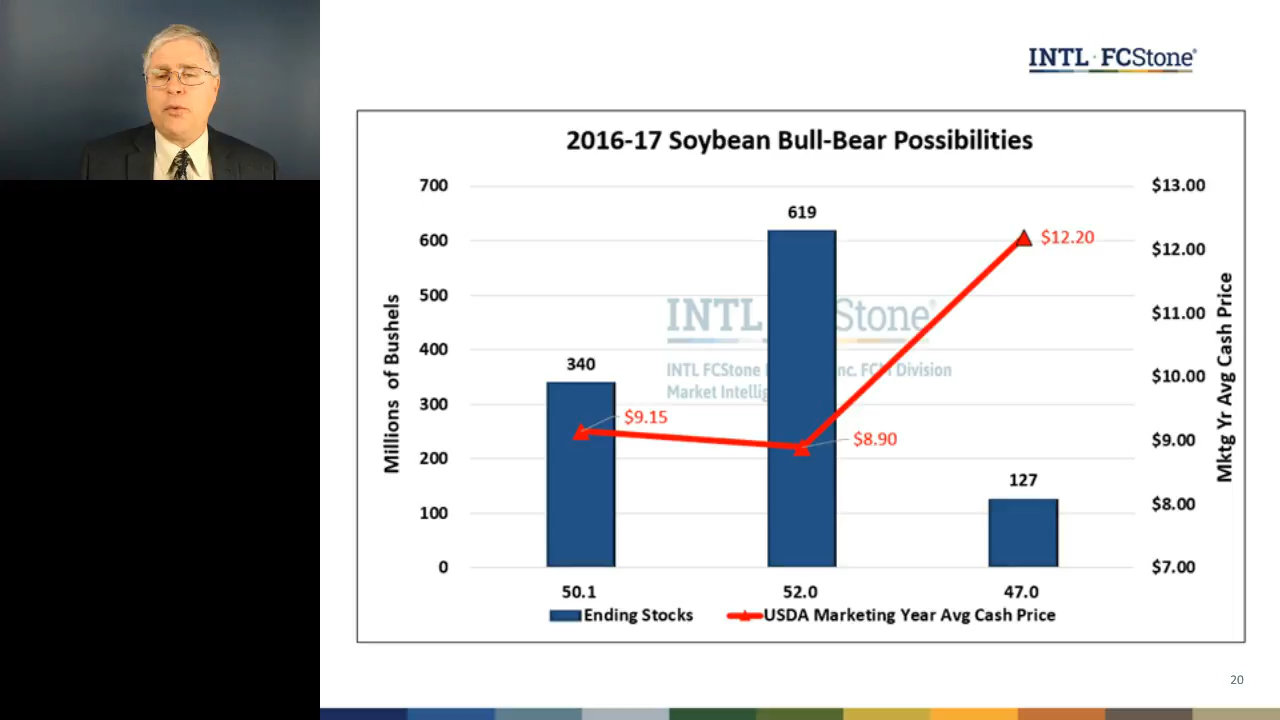 INTL FCStone®
2016-17 Soybean Bull-Bear Possibilities
700
600
500
400
300
200
100
0
Millions of Bushels
$13.00
$12.00
$11.00
$10.00
$9.00
$8.00
$7.00
Mktg Yr Avg Cash Price
340
619
127
$9.15
$8.90
$12.20
INTL Stone®
INTL FCStone Inc. FCM Division
Market Intellig
50.1 52.0 47.0
Ending Stocks USDA Marketing Year Avg Cash Price
20